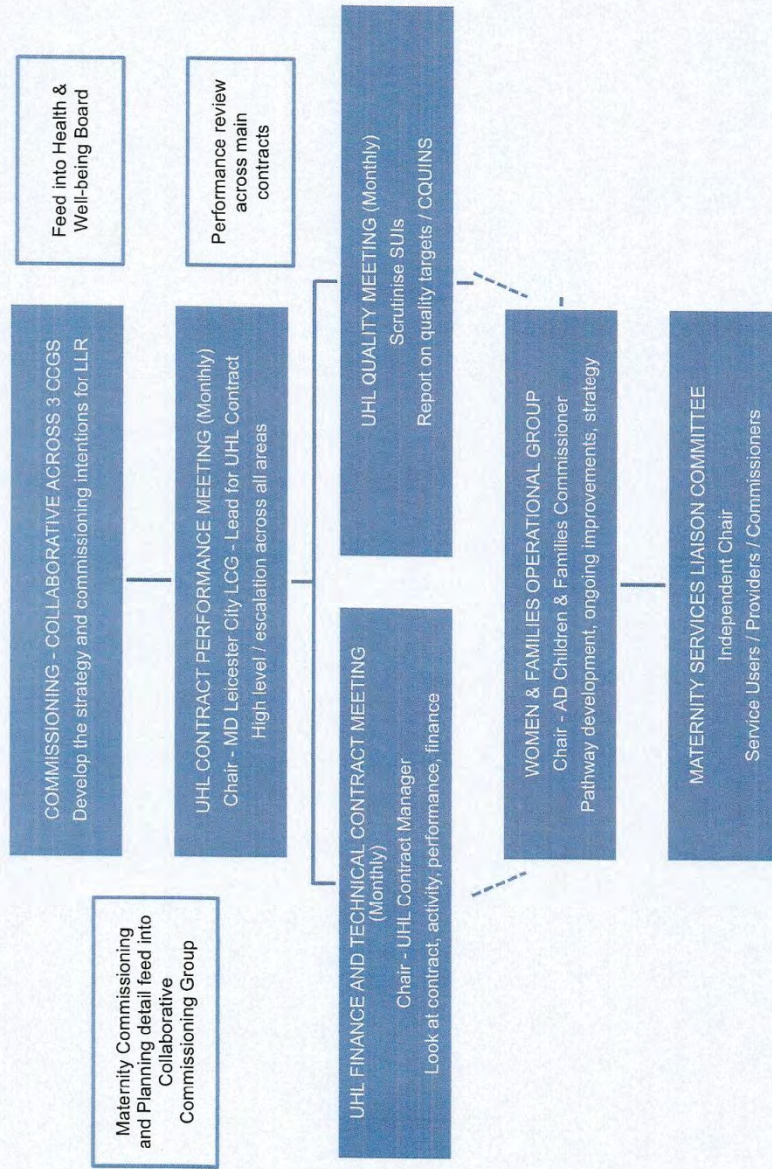 Feed into Health &
Well-being Board
COMMISSIONING - COLLABORATIVE ACROSS 3 CCGS
Develop the strategy and commissioning intentions for LLR
Maternity Commissioning
and Planning detail feed into
Collaborative
Commissioning Group
Performance review
across main
contracts
UHL CONTRACT PERFORMANCE MEETING (Monthly)
Chair - MD Leicester City LCG - Lead for UHL Contract
High level / escalation across all areas
UHL FINANCE AND TECHNICAL CONTRACT MEETING
(Monthly)
Chair - UHL Contract Manager
Look at contract, activity, performance, finance
UHL QUALITY MEETING (Monthly)
Scrutinise SUIs
Report on quality targets / CQUINS
WOMEN & FAMILIES OPERATIONAL GROUP
Chair - AD Children & Families Commissioner
Pathway development, ongoing improvements, strategy
MATERNITY SERVICES LIAISON COMMITTEE
Independent Chair
Service Users / Providers / Commissioners